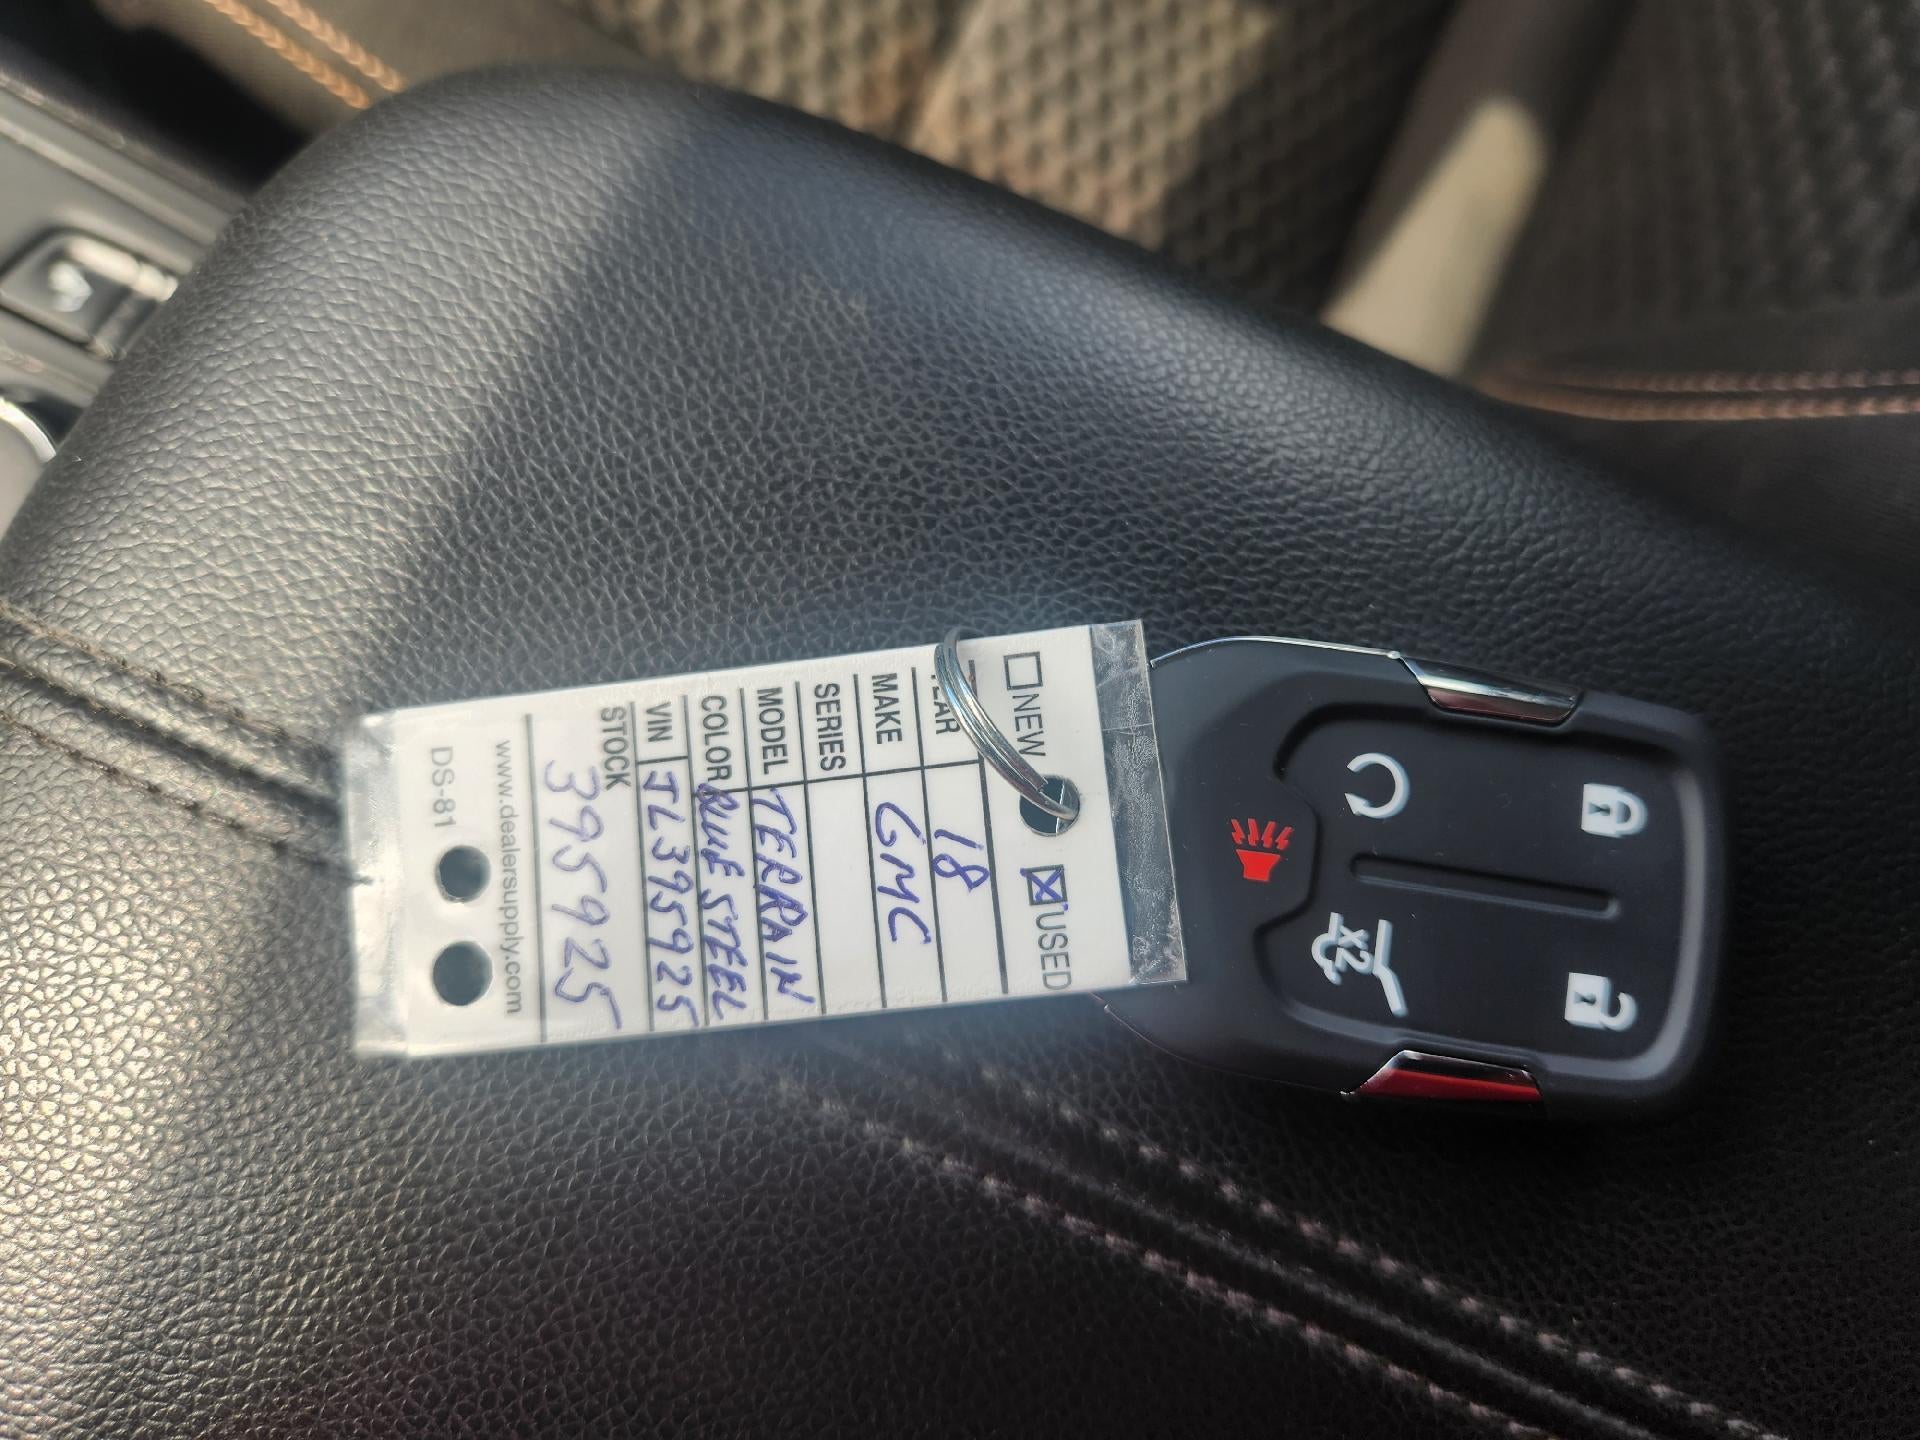 NEW USED
YEAR 18
MAKE GMC
SERIES
MODEL TERRAIN
COLOR BLUE STEEL
VIN JL395925
STOCK 395925
www.dealersupply.com
DS-81
X2